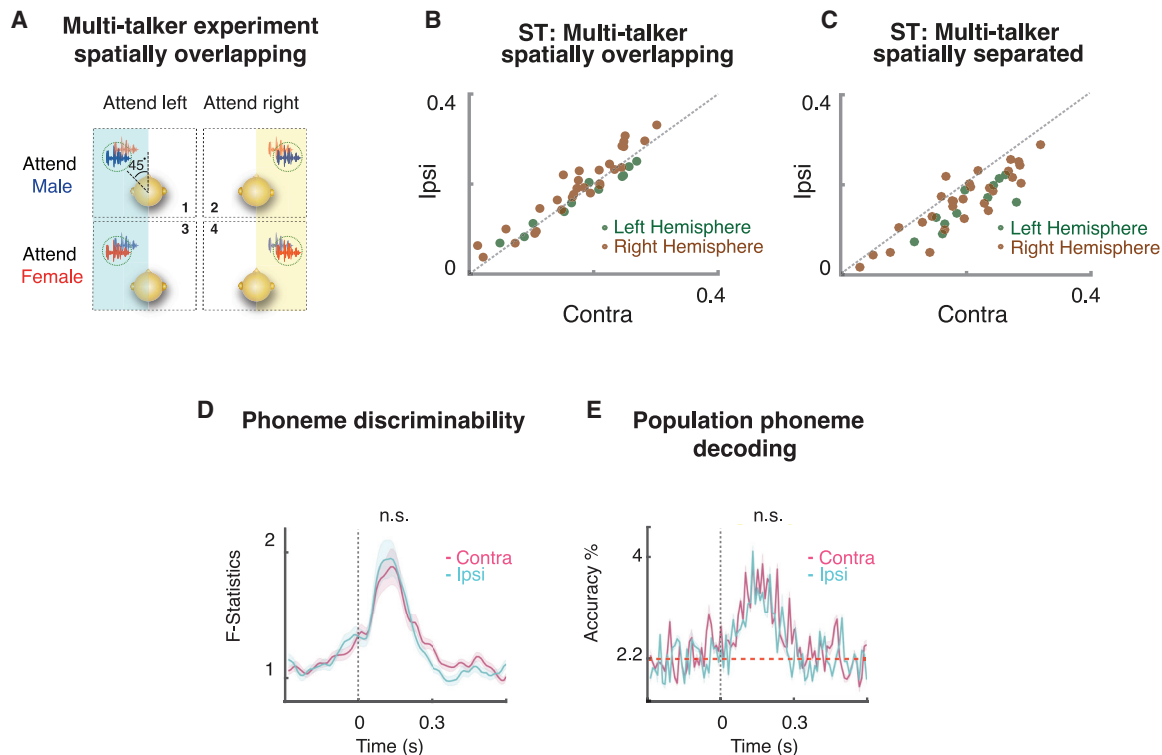 A
Multi-talker experiment
spatially overlapping
Attend left
Attend right
Attend
Male
45°
1
2
Attend
Female
3
4
B
ST: Multi-talker
spatially overlapping
0.4
Ipsi
Left Hemisphere
Right Hemisphere
0
0.4
Contra
C
ST: Multi-talker
spatially separated
0.4
Ipsi
Left Hemisphere
Right Hemisphere
0
0.4
Contra
D
Phoneme discriminability
n.s.
2
Contra
Ipsi
F-Statistics
1
0
0.3
Time (s)
E
Population phoneme
decoding
n.s.
4
Contra
Ipsi
Accuracy %
2.2
0
0.3
Time (s)